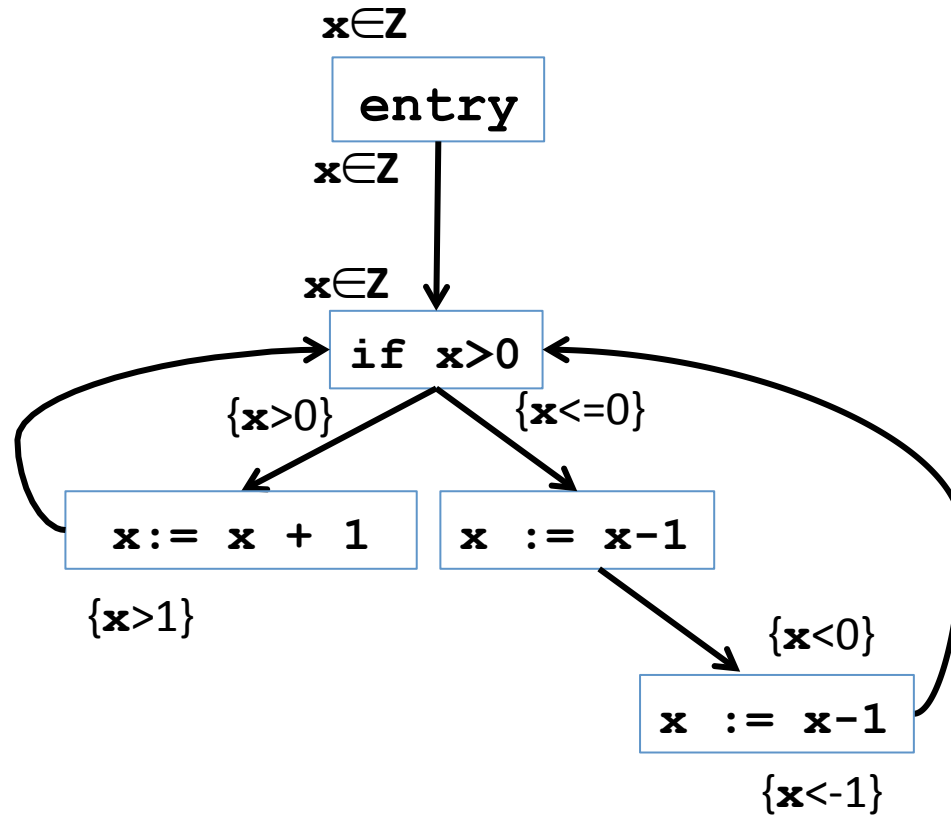 x∈Z
entry
x∈Z
x∈Z
if x>0
{x>0}
{x<=0}
x:= x + 1
x := x-1
{x>1}
{x<0}
x := x-1
{x<-1}